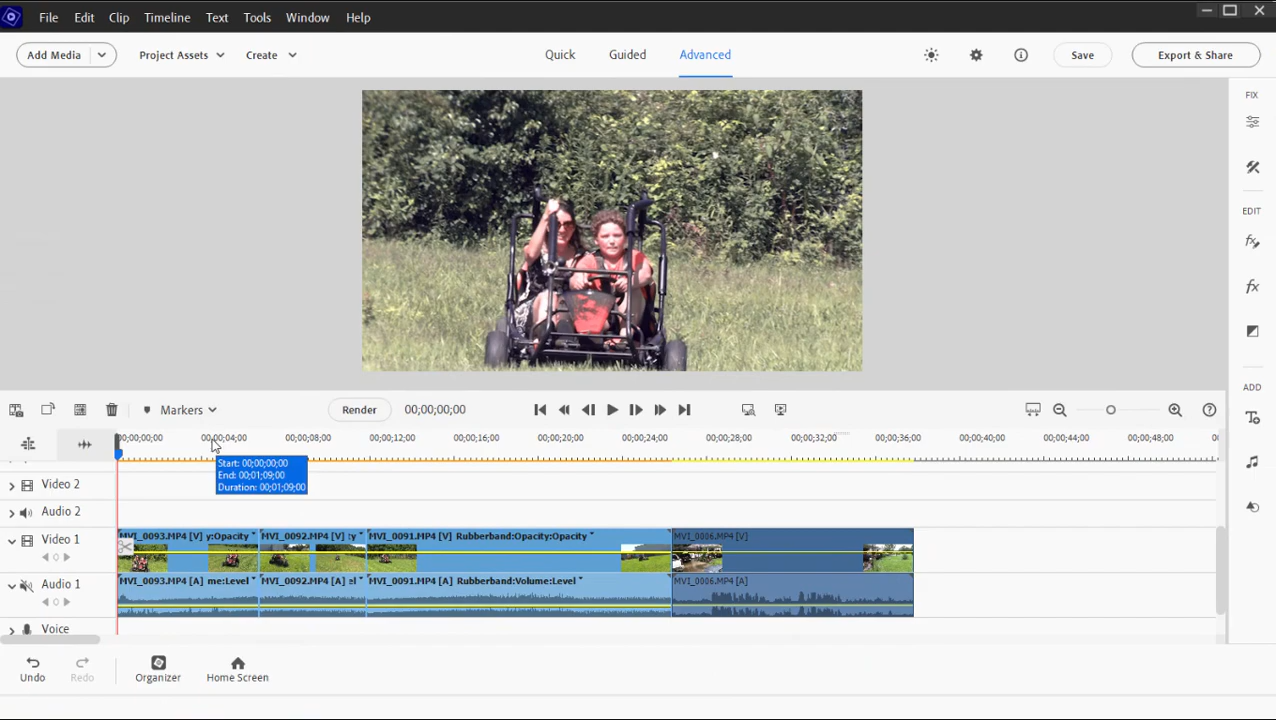 File Edit Clip Timeline Text Tools Window Help
Add Media Project Assets Create Quick Guided Advanced Save Export & Share
FIX
EDIT
ADD
Markers Render 00;00;00;00
00;00;00;00 00;00;04;00 00;00;08;00 00;00;12;00 00;00;16;00 00;00;20;00 00;00;24;00 00;00;28;00 00;00;32;00 00;00;36;00 00;00;40;00 00;00;44;00 00;00;48;00
Start: 00;00;00;00
End: 00;01;09;00
Duration: 00;01;09;00
Video 2
Audio 2
Video 1 MVI_0093.MP4 [V] y:Opacity MVI_0092.MP4 [V] ty MVI_0091.MP4 [V] Rubberband:Opacity:Opacity MVI_0006.MP4 [V]
Audio 1 MVI_0093.MP4 [A] me:Level MVI_0092.MP4 [A] el MVI_0091.MP4 [A] Rubberband:Volume:Level MVI_0006.MP4 [A]
Voice
Undo Redo Organizer Home Screen